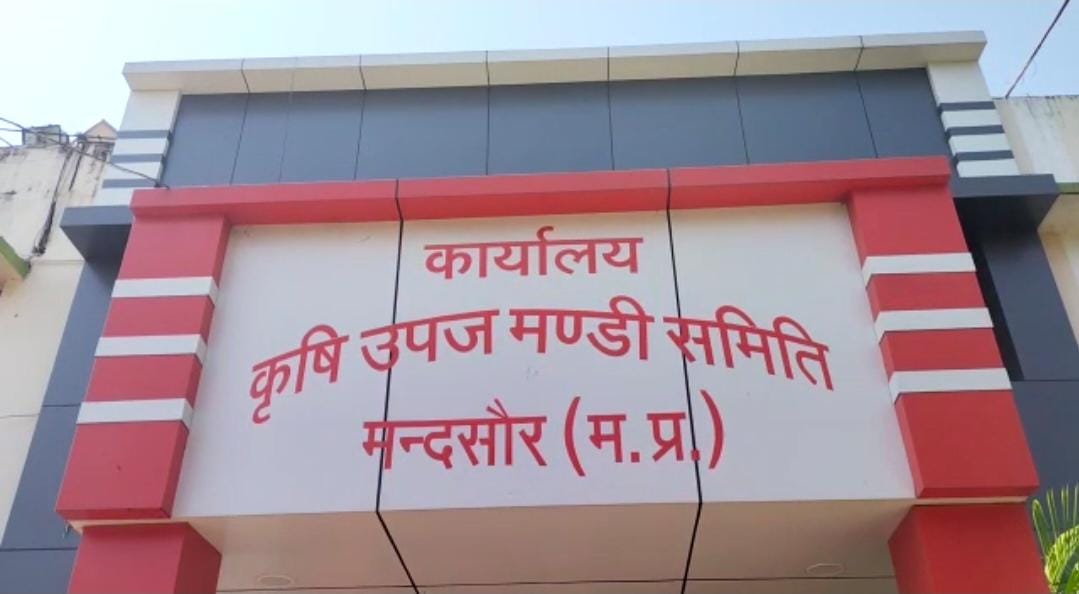 कार्यालय
कृषि उपज मण्डी समिति
मन्दसौर (म.प्र.)